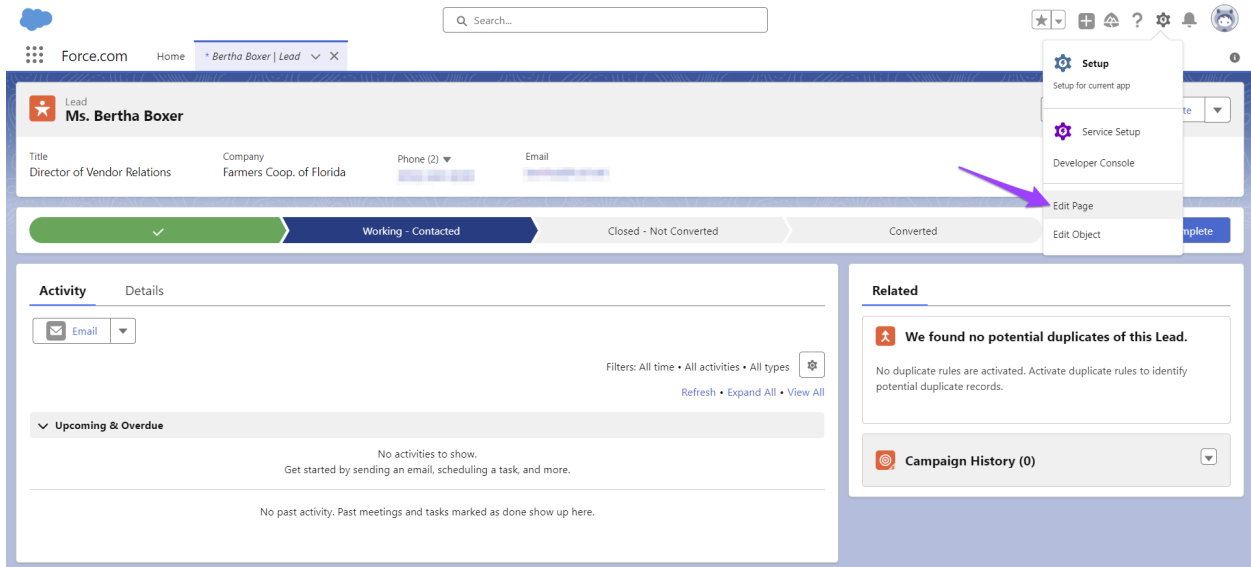 Search...
Force.com
Home
* Bertha Boxer | Lead
Setup
Setup for current app
Service Setup
Developer Console
Edit Page
Edit Object
Lead
Ms. Bertha Boxer
te
Title
Company
Phone (2)
Email
Director of Vendor Relations
Farmers Coop. of Florida
Working - Contacted
Closed - Not Converted
Converted
mplete
Activity
Details
Email
Filters: All time • All activities • All types
Refresh • Expand All • View All
Upcoming & Overdue
No activities to show.
Get started by sending an email, scheduling a task, and more.
No past activity. Past meetings and tasks marked as done show up here.
Related
We found no potential duplicates of this Lead.
No duplicate rules are activated. Activate duplicate rules to identify
potential duplicate records.
Campaign History (0)